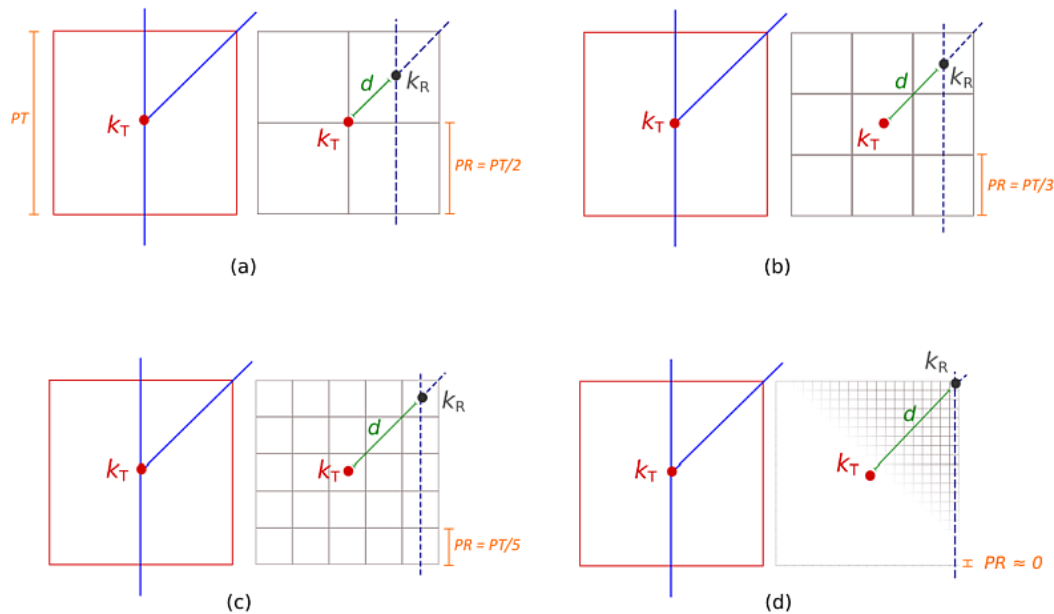 PT
k_T
d
k_R
k_T
PR = PT/2
(a)
k_T
d
k_R
k_T
PR = PT/3
(b)
k_T
d
k_R
k_T
PR = PT/5
(c)
k_R
k_T
d
k_T
PR ≈ 0
(d)